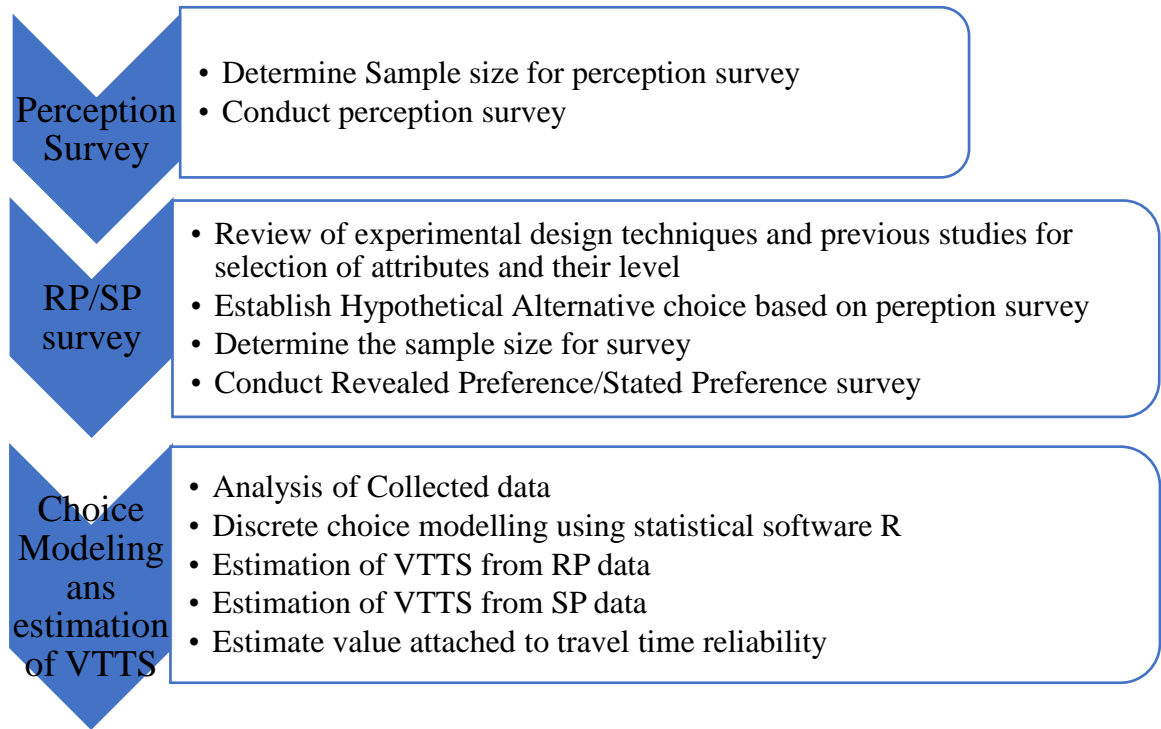 Perception
Survey
• Determine Sample size for perception survey
• Conduct perception survey
RP/SP
survey
• Review of experimental design techniques and previous studies for
selection of attributes and their level
• Establish Hypothetical Alternative choice based on pereption survey
• Determine the sample size for survey
• Conduct Revealed Preference/Stated Preference survey
Choice
Modeling
ans
estimation
of VTTS
• Analysis of Collected data
• Discrete choice modelling using statistical software R
• Estimation of VTTS from RP data
• Estimation of VTTS from SP data
• Estimate value attached to travel time reliability